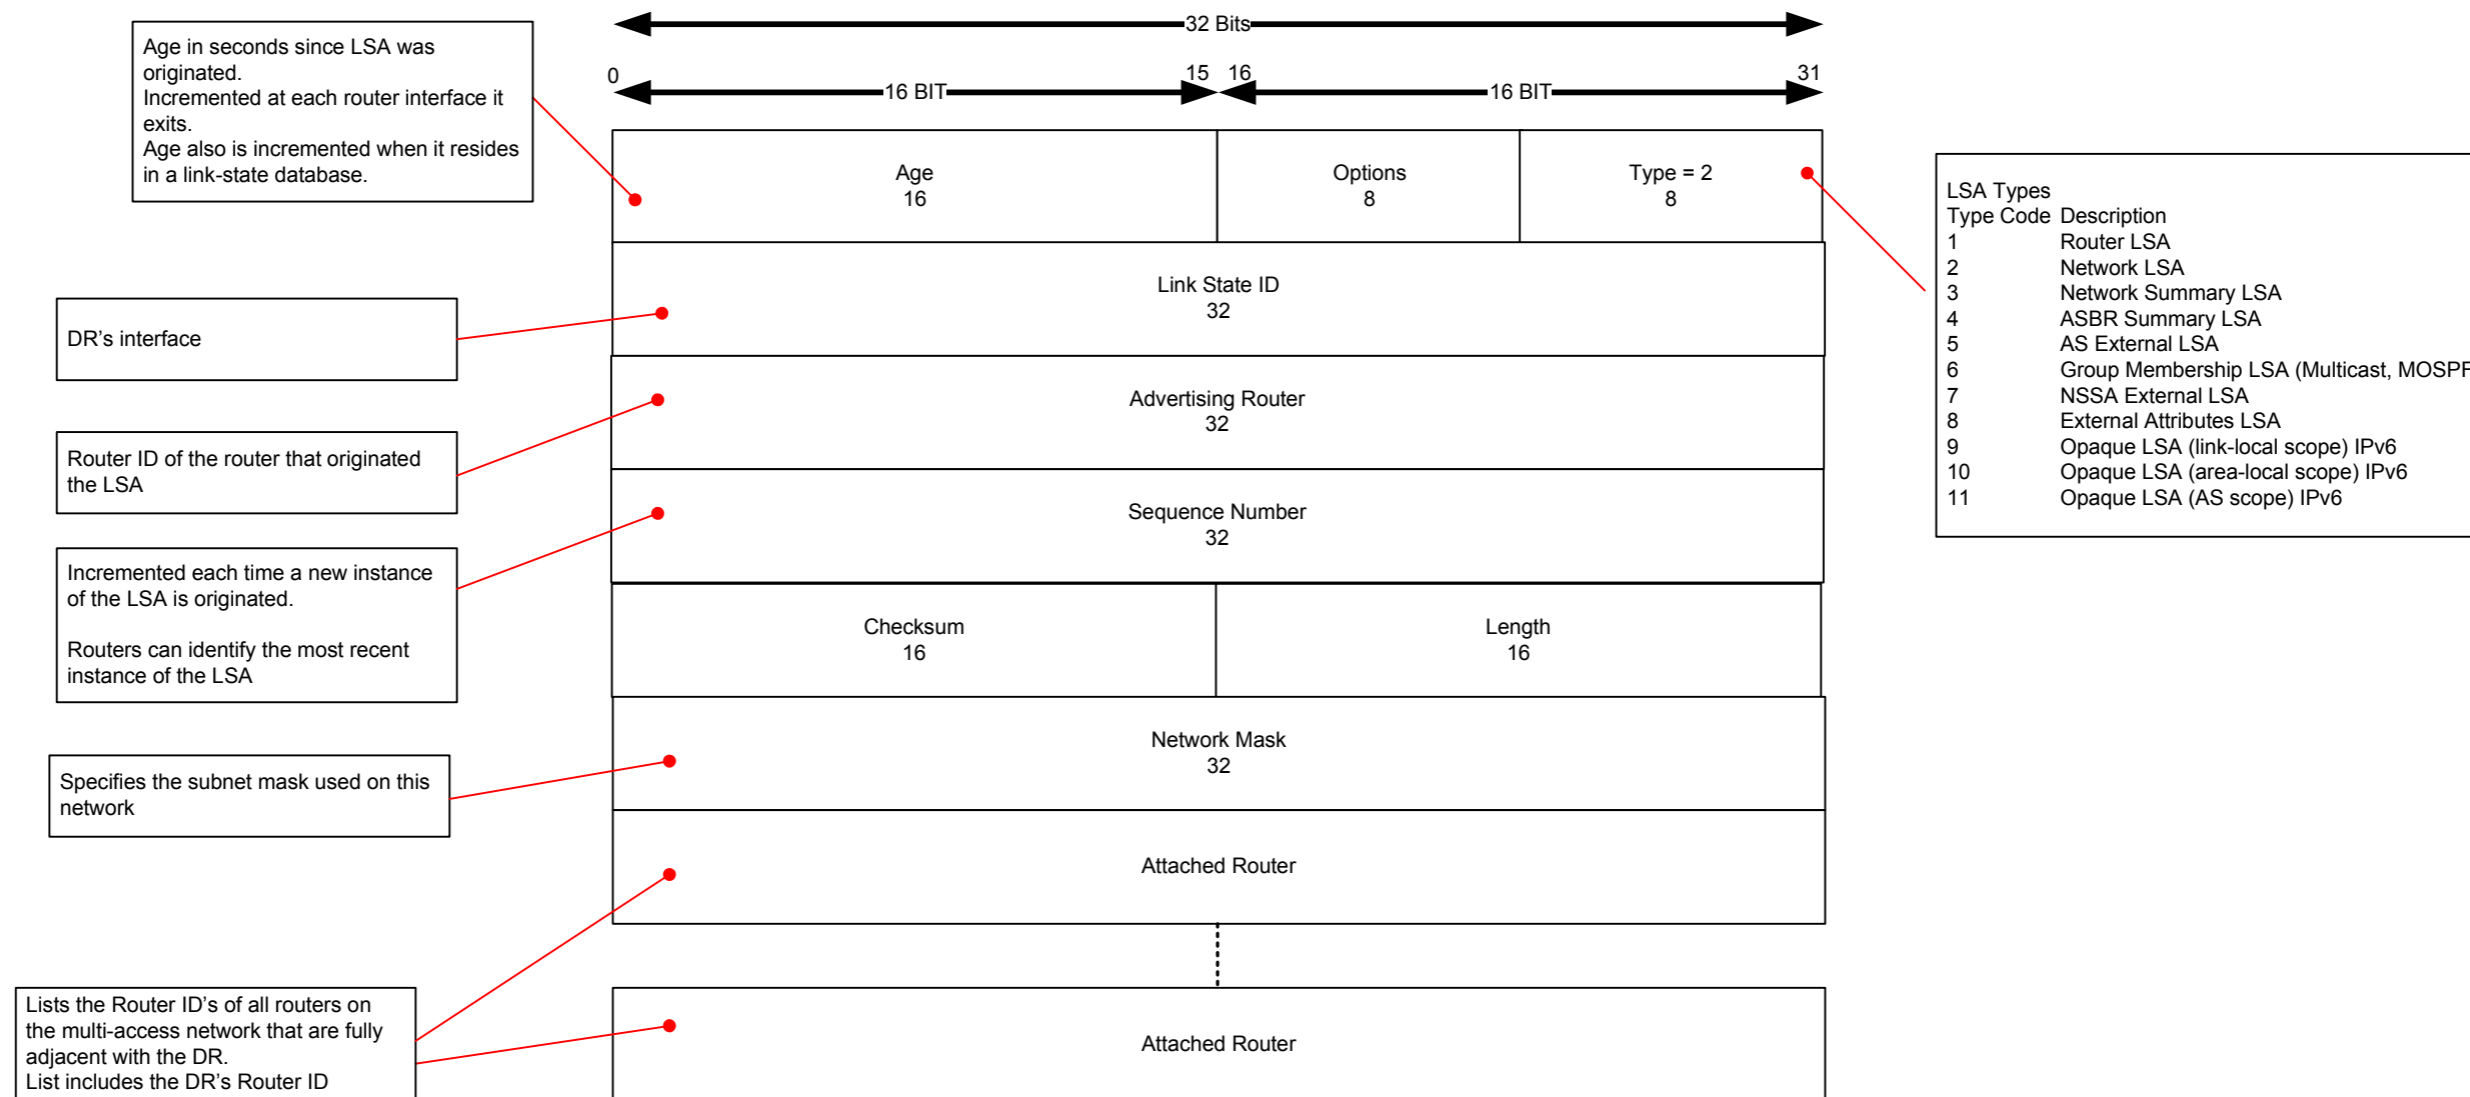 32 Bits
0
15
16
31
16 BIT
16 BIT
Age in seconds since LSA was
originated.
Incremented at each router interface it
exits.
Age also is incremented when it resides
in a link-state database.
Age
16
Options
8
Type = 2
8
LSA Types
Type Code Description
1 Router LSA
2 Network LSA
3 Network Summary LSA
4 ASBR Summary LSA
5 AS External LSA
6 Group Membership LSA (Multicast, MOSPF
7 NSSA External LSA
8 External Attributes LSA
9 Opaque LSA (link-local scope) IPv6
10 Opaque LSA (area-local scope) IPv6
11 Opaque LSA (AS scope) IPv6
DR's interface
Link State ID
32
Router ID of the router that originated
the LSA
Advertising Router
32
Incremented each time a new instance
of the LSA is originated.
Routers can identify the most recent
instance of the LSA
Sequence Number
32
Checksum
16
Length
16
Specifies the subnet mask used on this
network
Network Mask
32
Attached Router
Lists the Router ID's of all routers on
the multi-access network that are fully
adjacent with the DR.
List includes the DR's Router ID
Attached Router